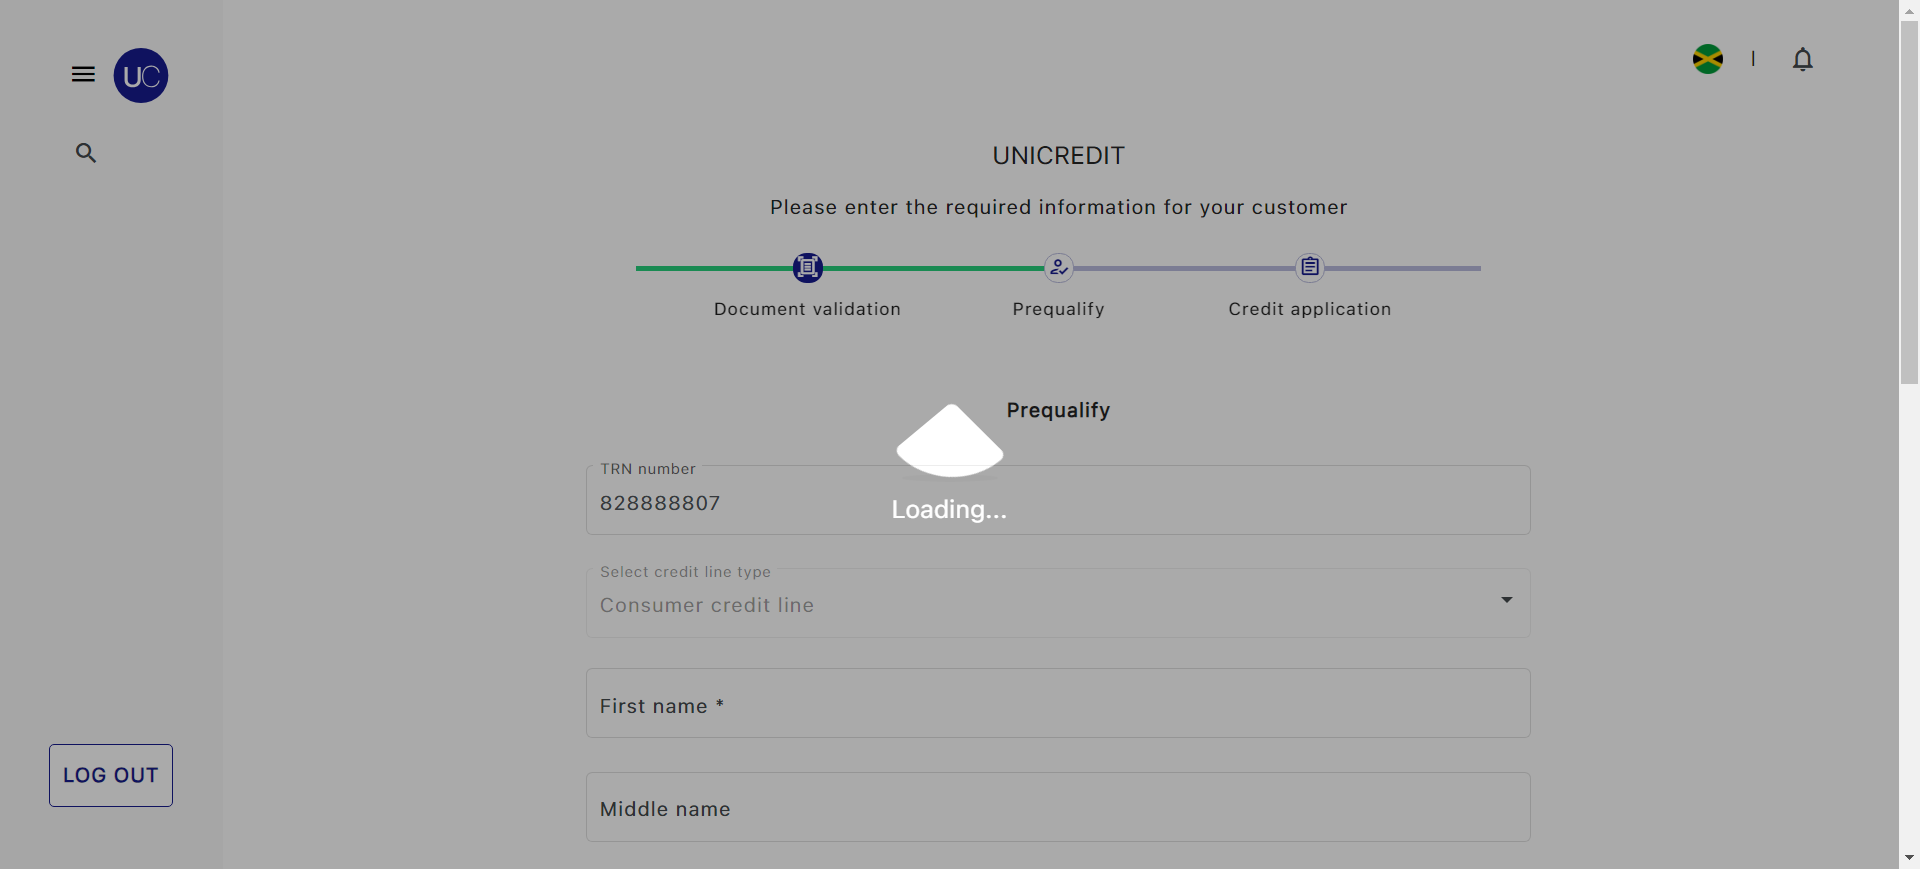 UC
UNICREDIT
Please enter the required information for your customer
Document validation
Prequalify
Credit application
Prequalify
TRN number
828888807
Loading...
Select credit line type
Consumer credit line
First name *
Middle name
LOG OUT